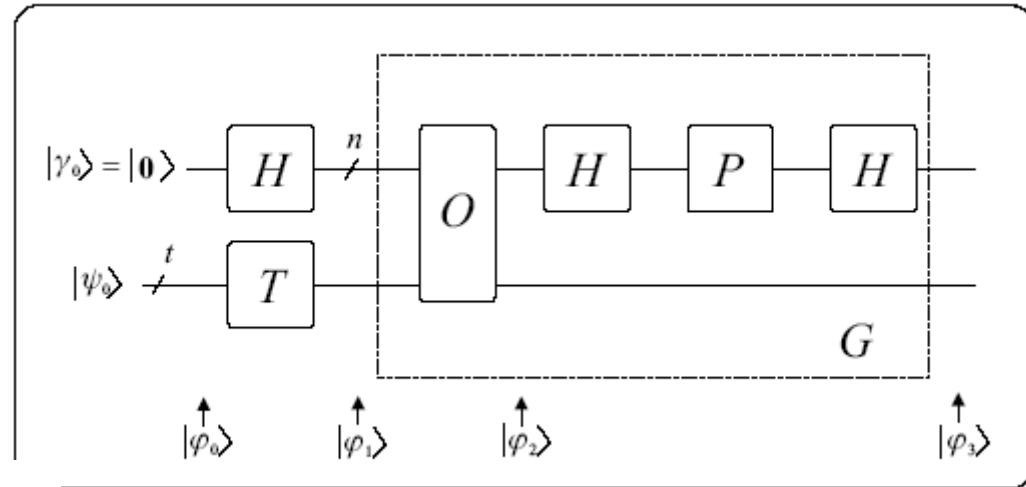 n
|γ₀⟩ = |0⟩ H O H P H
t
|ψ₀⟩ T
G
|φ₀⟩ |φ₁⟩ |φ₂⟩ |φ₃⟩